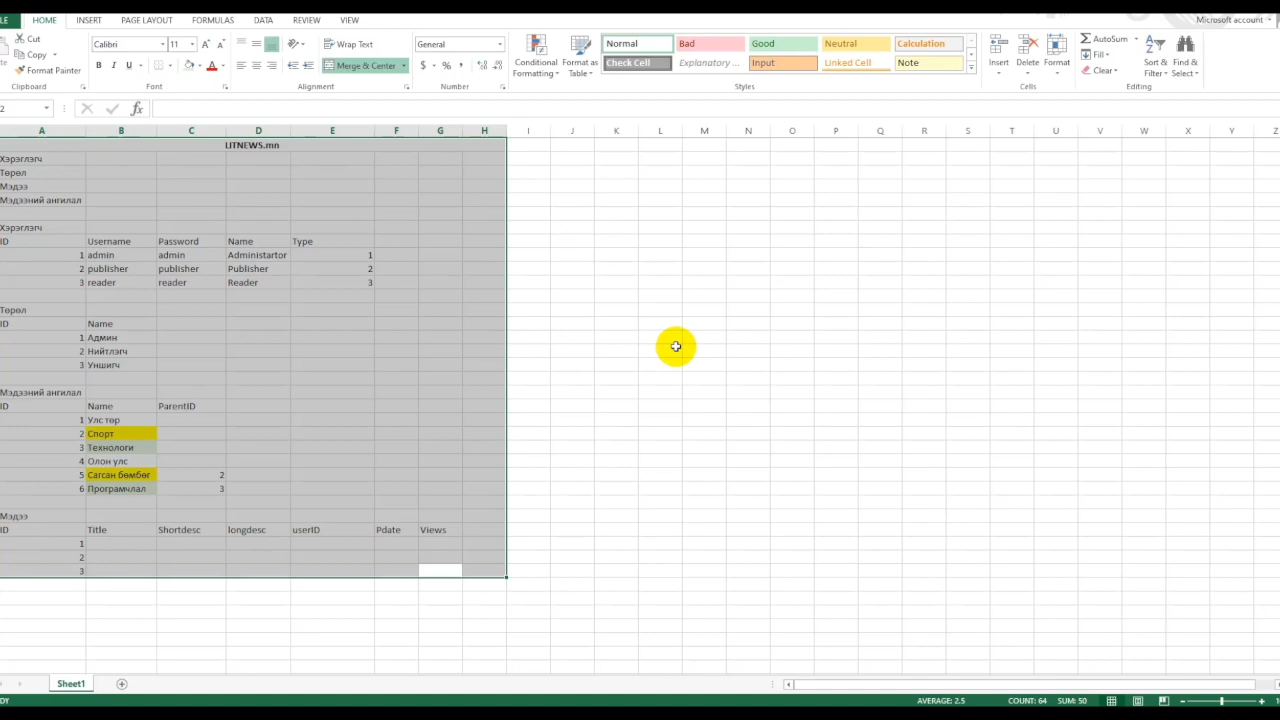 LE HOME INSERT PAGE LAYOUT FORMULAS DATA REVIEW VIEW Microsoft account
Cut
Copy
Format Painter
Clipboard
Calibri 11
B I U
Font
Wrap Text
Merge & Center
Alignment
General
$ % ,
Number
Conditional Formatting
Format as Table
Normal Bad Good Neutral Calculation
Check Cell Explanatory ... Input Linked Cell Note
Styles
Insert Delete Format
Cells
AutoSum
Fill
Clear
Sort & Filter
Find & Select
Editing
2 fx
A B C D E F G H I J K L M N O P Q R S T U V W X Y Z
LITNEWS.mn
Хэрэглэгч
Төрөл
Мэдээ
Мэдээний ангилал
Хэрэглэгч
ID Username Password Name Type
1 admin admin Administartor 1
2 publisher publisher Publisher 2
3 reader reader Reader 3
Төрөл
ID Name
1 Админ
2 Нийтлэгч
3 Уншигч
Мэдээний ангилал
ID Name ParentID
1 Улс төр
2 Спорт
3 Технологи
4 Олон улс
5 Сагсан бөмбөг 2
6 Програмчлал 3
Мэдээ
ID Title Shortdesc longdesc userID Pdate Views
1
2
3
Sheet1
DY AVERAGE: 2.5 COUNT: 64 SUM: 50